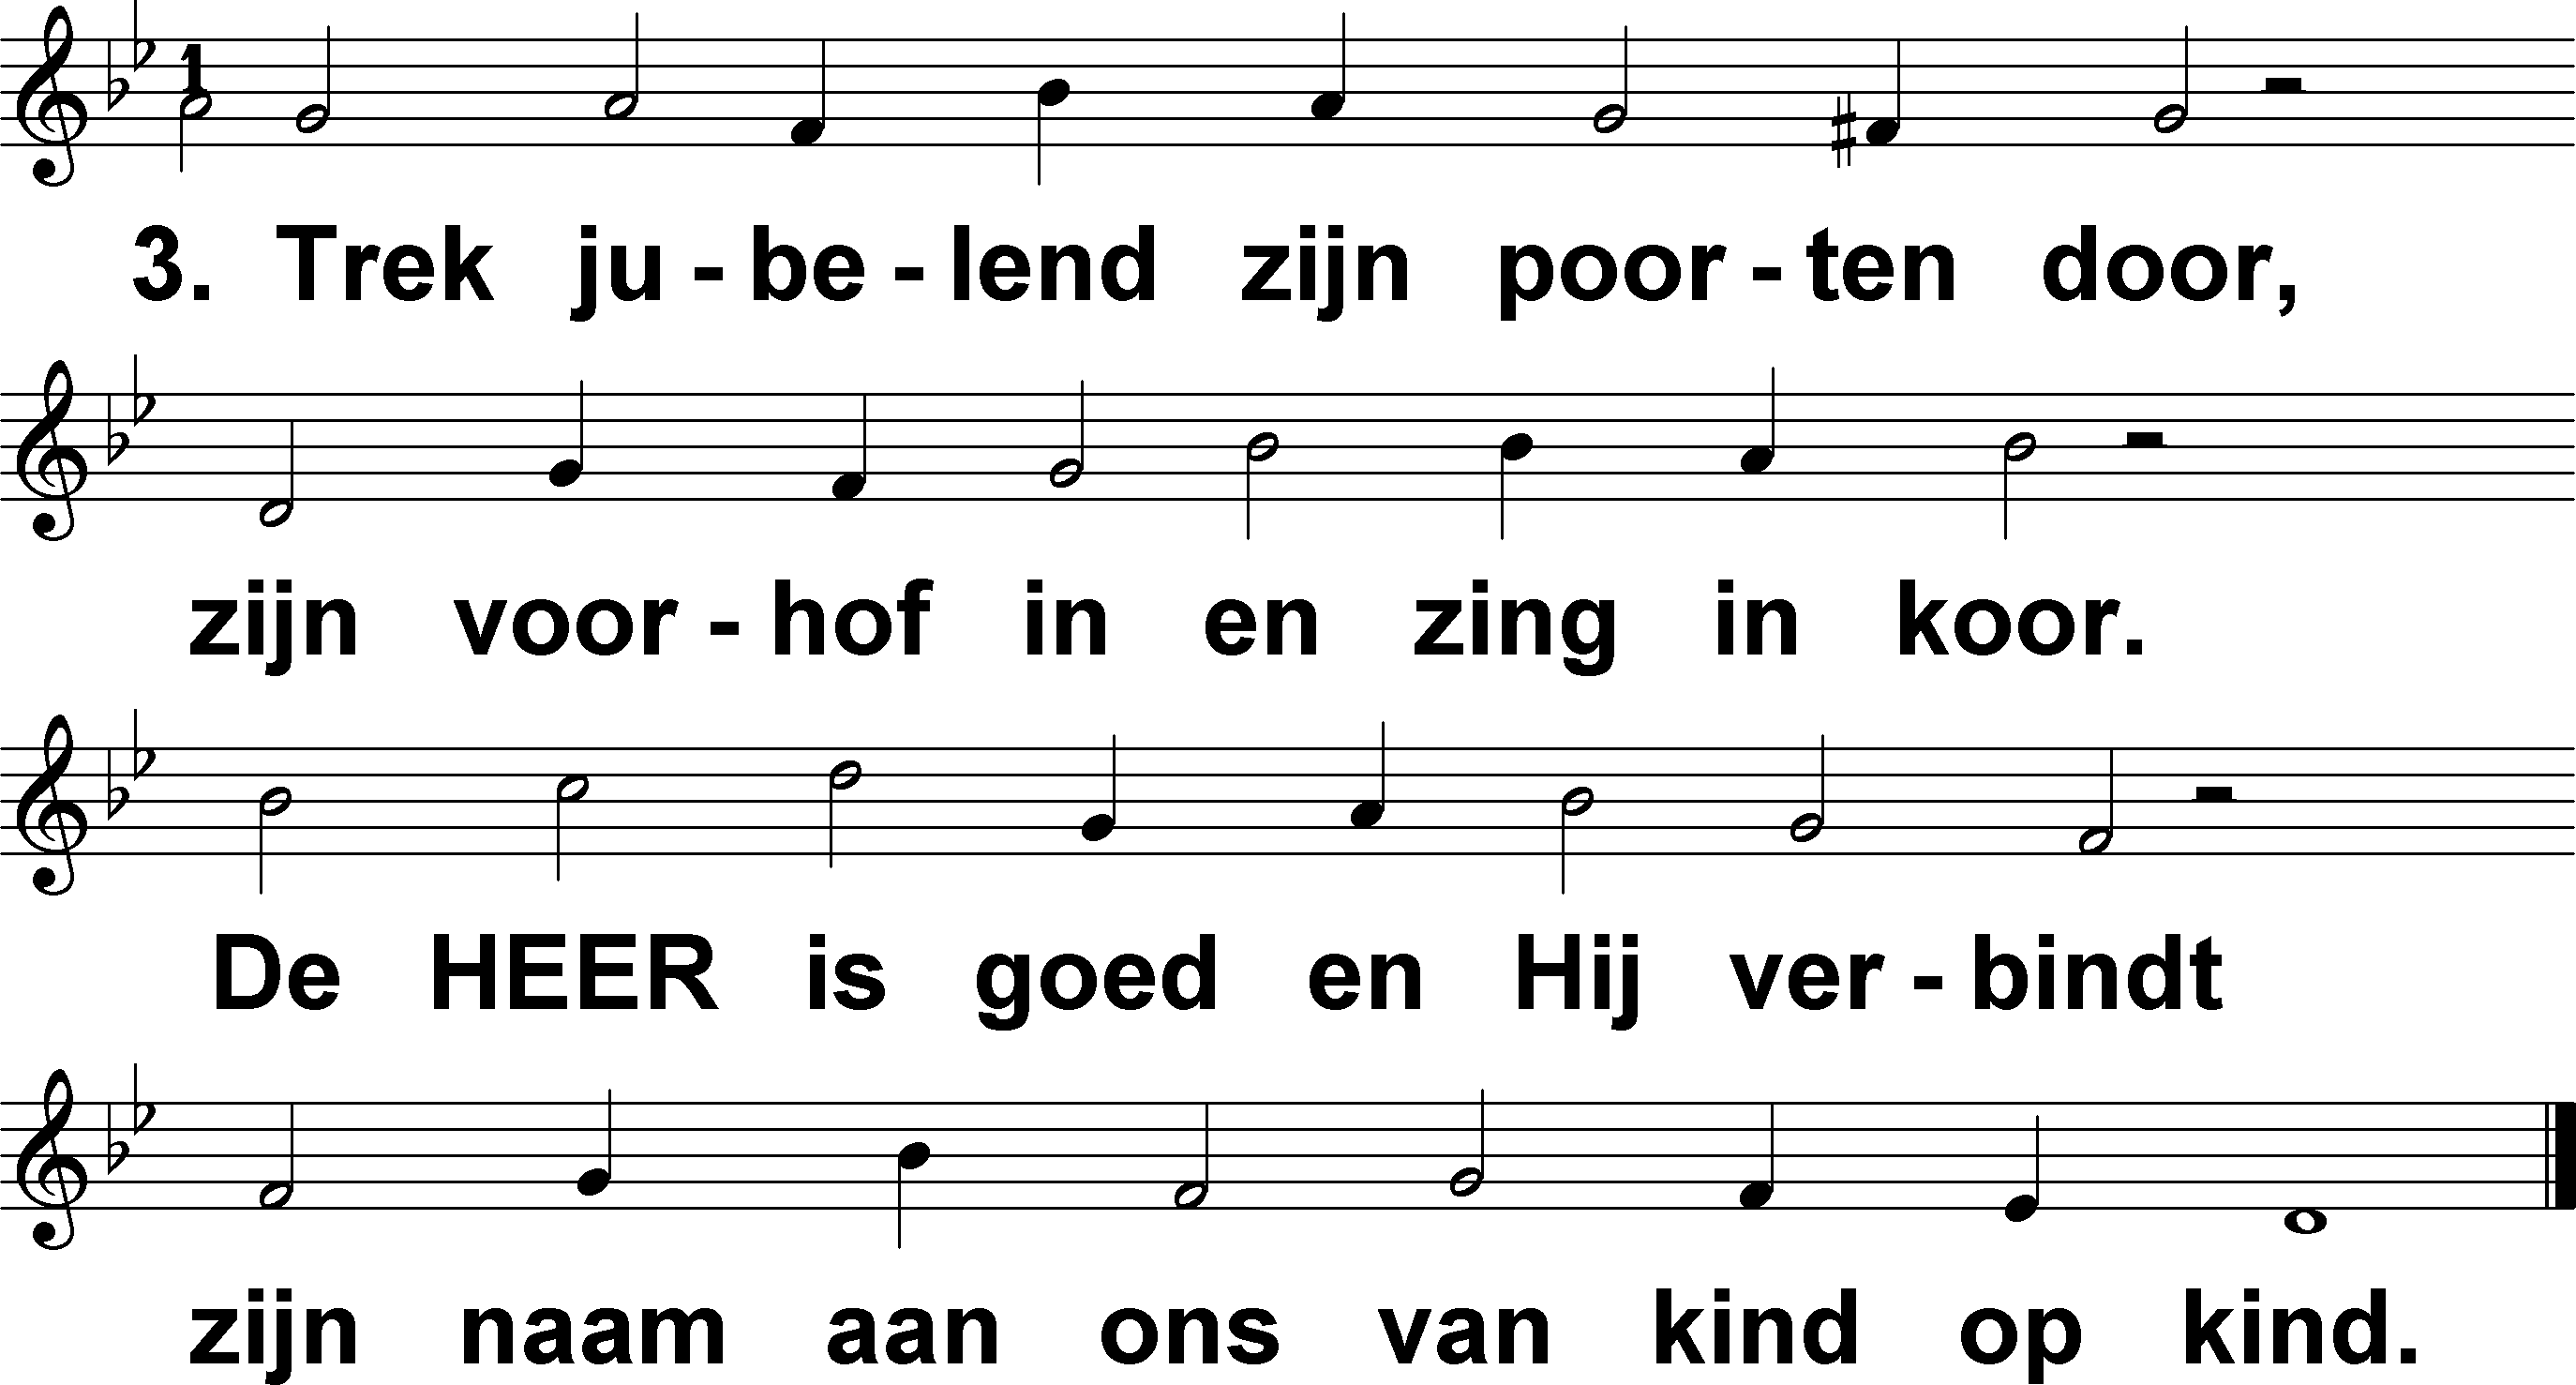 1
3. Trek ju - be - lend zijn poor - ten door,
zijn voor - hof in en zing in koor.
De HEER is goed en Hij ver - bindt
zijn naam aan ons van kind op kind.